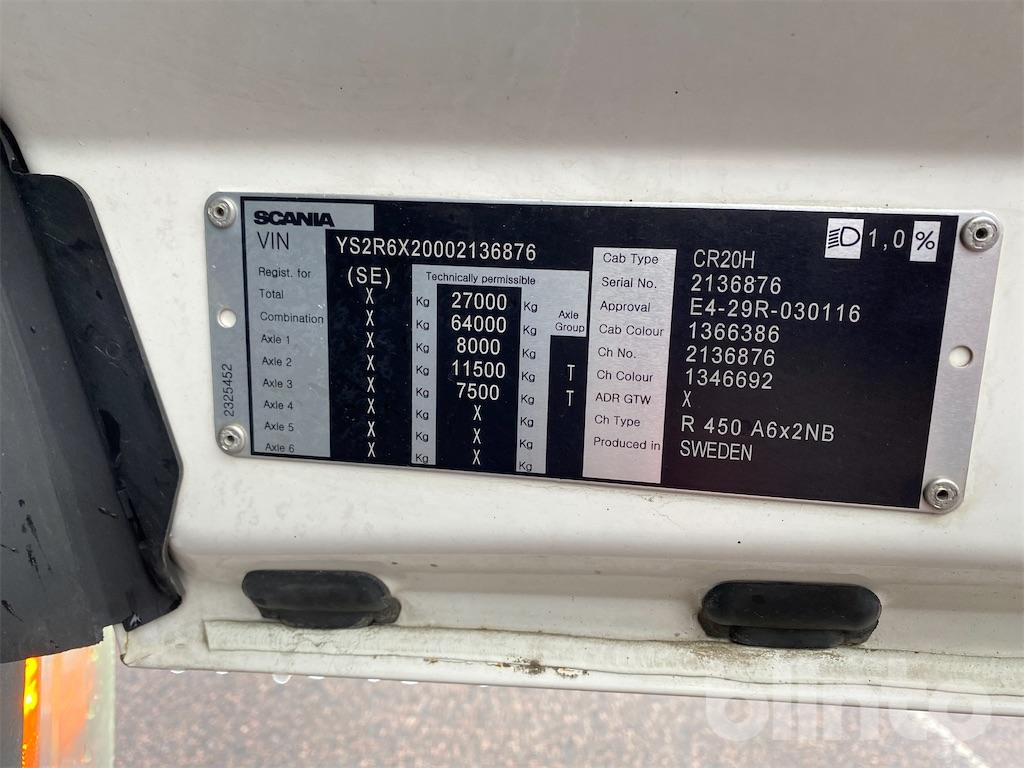 SCANIA
VIN YS2R6X20002136876
1,0 %
Regist. for (SE) Technically permissible
Total X Kg 27000 Kg Axle Group
Combination X Kg 64000 Kg
Axle 1 X Kg 8000 Kg
Axle 2 X Kg 11500 Kg T
Axle 3 X Kg 7500 Kg T
Axle 4 X Kg X Kg
Axle 5 X Kg X Kg
Axle 6 X Kg X Kg
2325452
Cab Type CR20H
Serial No. 2136876
Approval E4-29R-030116
Cab Colour 1366386
Ch No. 2136876
Ch Colour 1346692
ADR GTW X
Ch Type R 450 A6x2NB
Produced in SWEDEN
blinto